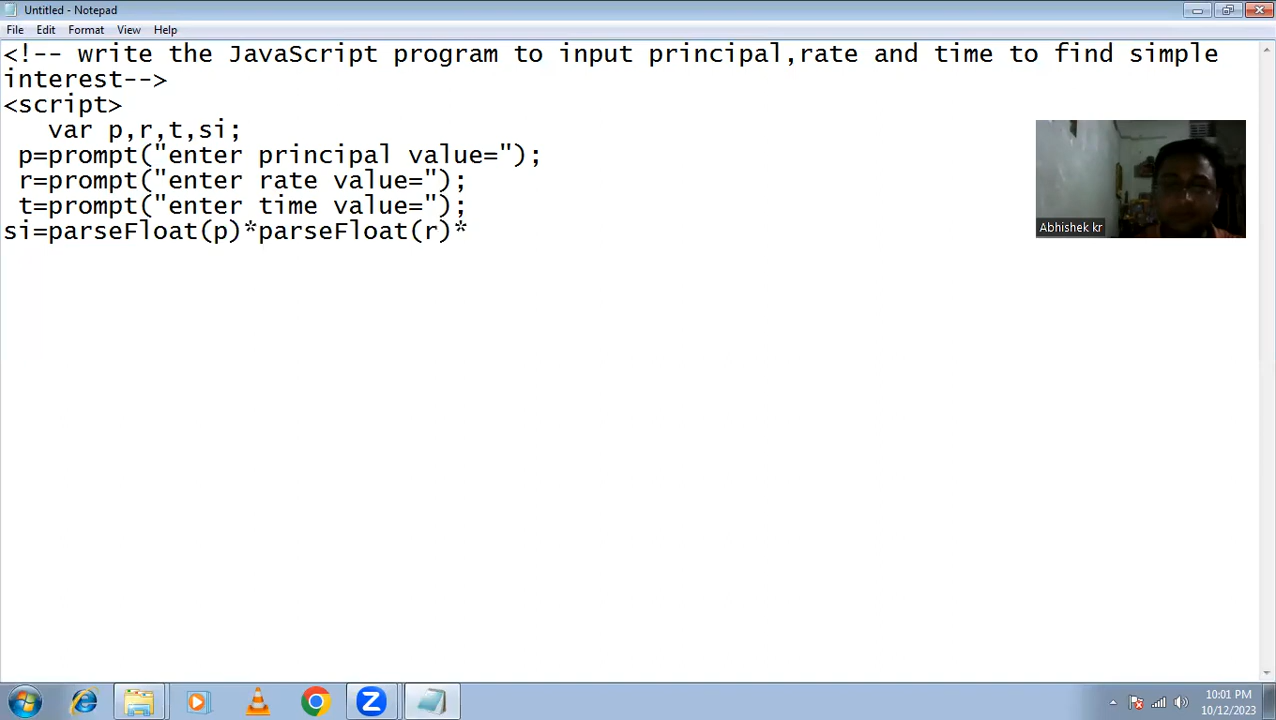 Untitled - Notepad
File Edit Format View Help
<!-- write the JavaScript program to input principal,rate and time to find simple
interest-->
<script>
   var p,r,t,si;
 p=prompt("enter principal value=");
 r=prompt("enter rate value=");
 t=prompt("enter time value=");
si=parseFloat(p)*parseFloat(r)*
Abhishek kr
10:01 PM
10/12/2023